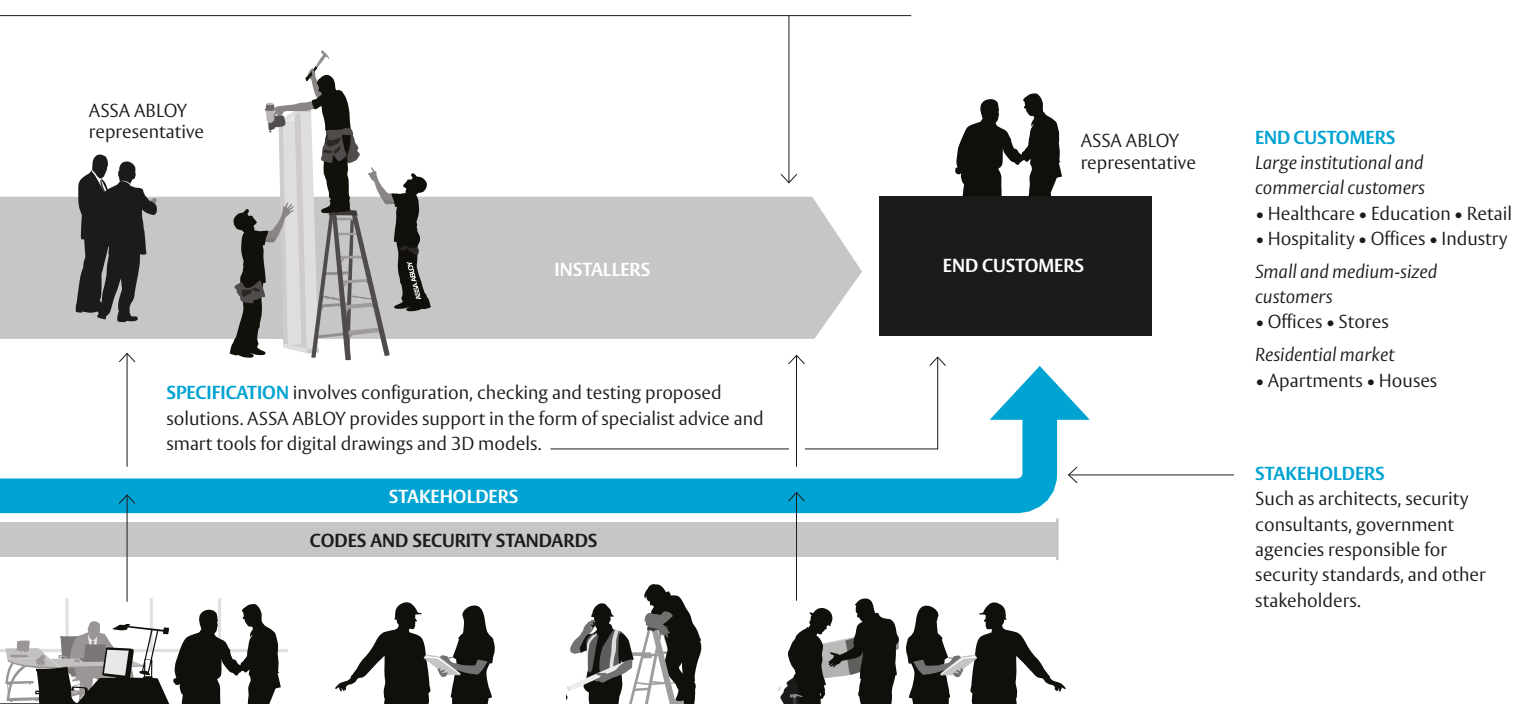 ASSA ABLOY
representative
ASSA ABLOY
INSTALLERS
ASSA ABLOY
representative
END CUSTOMERS
SPECIFICATION involves configuration, checking and testing proposed
solutions. ASSA ABLOY provides support in the form of specialist advice and
smart tools for digital drawings and 3D models.
STAKEHOLDERS
CODES AND SECURITY STANDARDS
END CUSTOMERS
Large institutional and
commercial customers
• Healthcare • Education • Retail
• Hospitality • Offices • Industry
Small and medium-sized
customers
• Offices • Stores
Residential market
• Apartments • Houses
STAKEHOLDERS
Such as architects, security
consultants, government
agencies responsible for
security standards, and other
stakeholders.